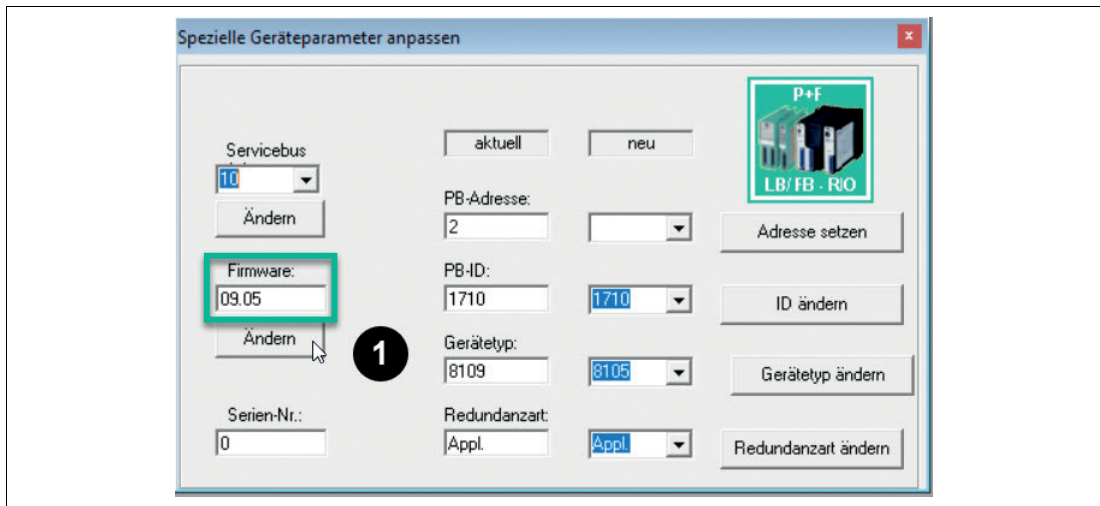 Spezielle Geräteparameter anpassen
x
P+F
LB/ FB - RIO
aktuell
neu
Servicebus
10
Ändern
PB-Adresse:
2
Adresse setzen
Firmware:
09.05
Ändern
1
PB-ID:
1710
1710
ID ändern
Gerätetyp:
8109
8105
Gerätetyp ändern
Serien-Nr.:
0
Redundanzart:
Appl.
Appl.
Redundanzart ändern